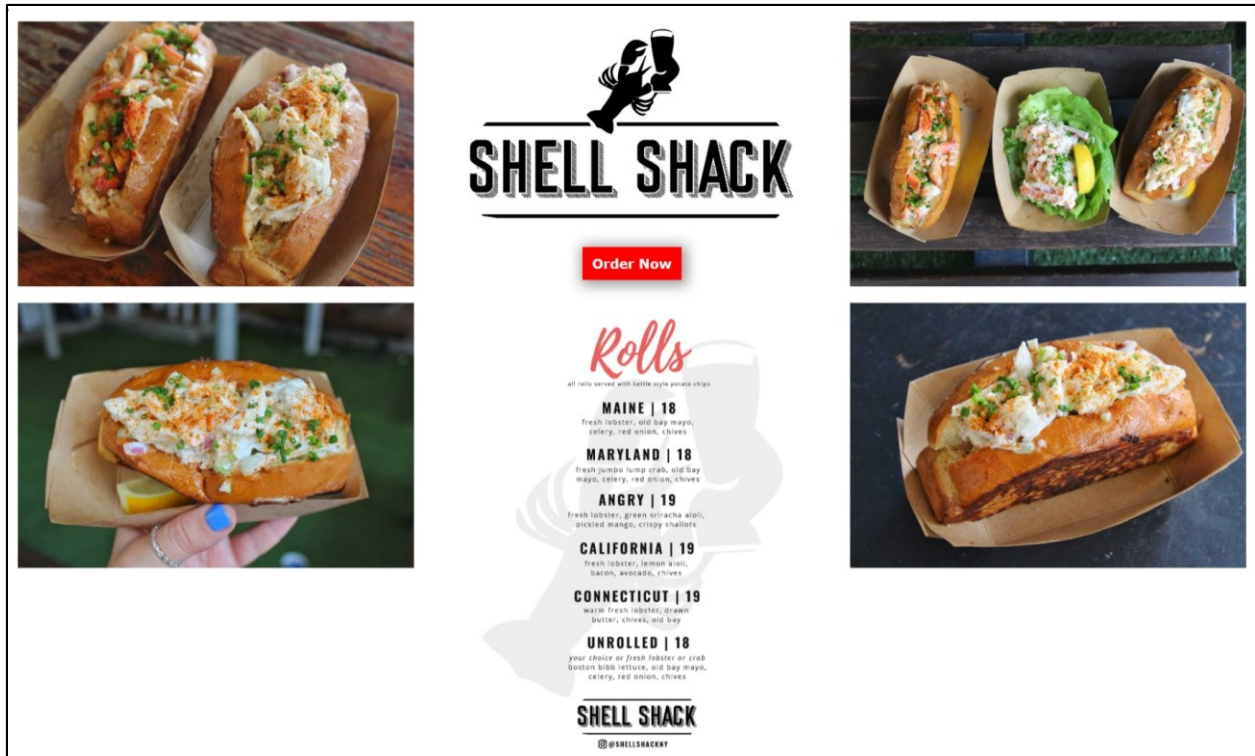 SHELL SHACK
Order Now
Rolls
all rolls served with kettle style potato chips
MAINE | 18
fresh lobster, old bay mayo,
celery, red onion, chives
MARYLAND | 18
fresh jumbo lump crab, old bay
mayo, celery, red onion, chives
ANGRY | 19
fresh lobster, green sriracha aioli,
pickled mango, crispy shallots
CALIFORNIA | 19
fresh lobster, lemon aioli,
bacon, avocado, chives
CONNECTICUT | 19
warm fresh lobster, drawn
butter, chives, old bay
UNROLLED | 18
your choice or fresh lobster or crab
boston bibb lettuce, old bay mayo,
celery, red onion, chives
SHELL SHACK
@SHELLSHACKNY